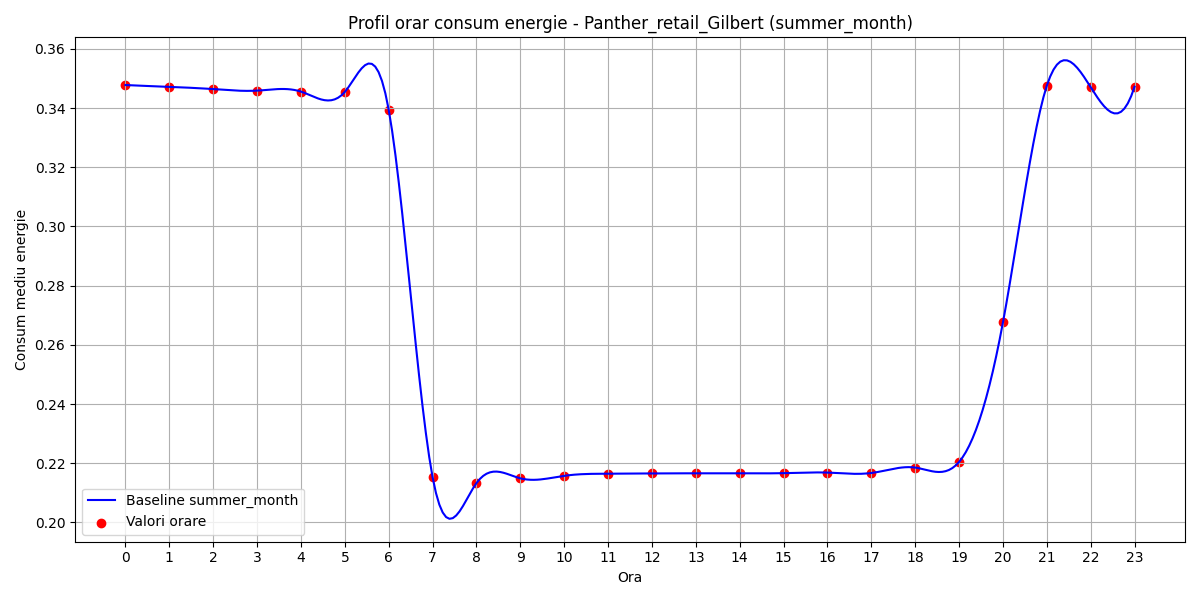 Profil orar consum energie - Panther_retail_Gilbert (summer_month)
Consum mediu energie
0.36
0.34
0.32
0.30
0.28
0.26
0.24
0.22
0.20
Baseline summer_month
Valori orare
0 1 2 3 4 5 6 7 8 9 10 11 12 13 14 15 16 17 18 19 20 21 22 23
Ora